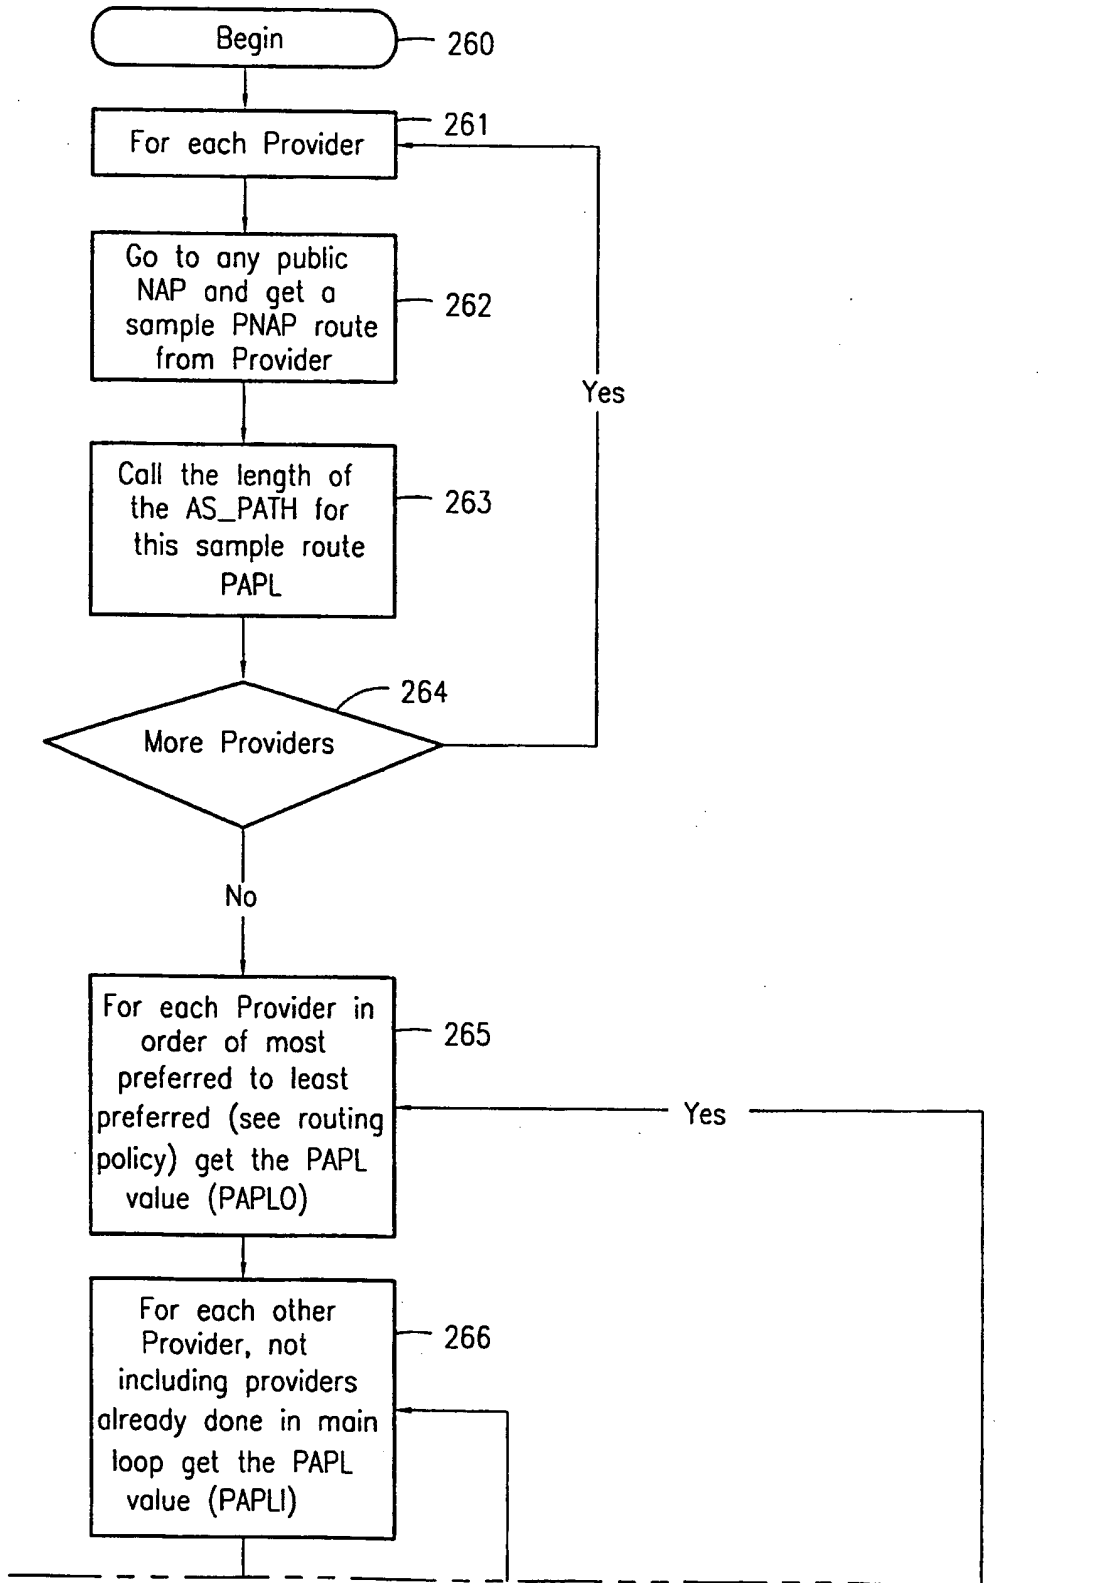 Begin
260
For each Provider
261
Go to any public
NAP and get a
sample PNAP route
from Provider
262
Yes
Call the length of
the AS_PATH for
this sample route
PAPL
263
264
More Providers
No
For each Provider in
order of most
preferred to least
preferred (see routing
policy) get the PAPL
value (PAPLO)
265
Yes
For each other
Provider, not
including providers
already done in main
loop get the PAPL
value (PAPLI)
266